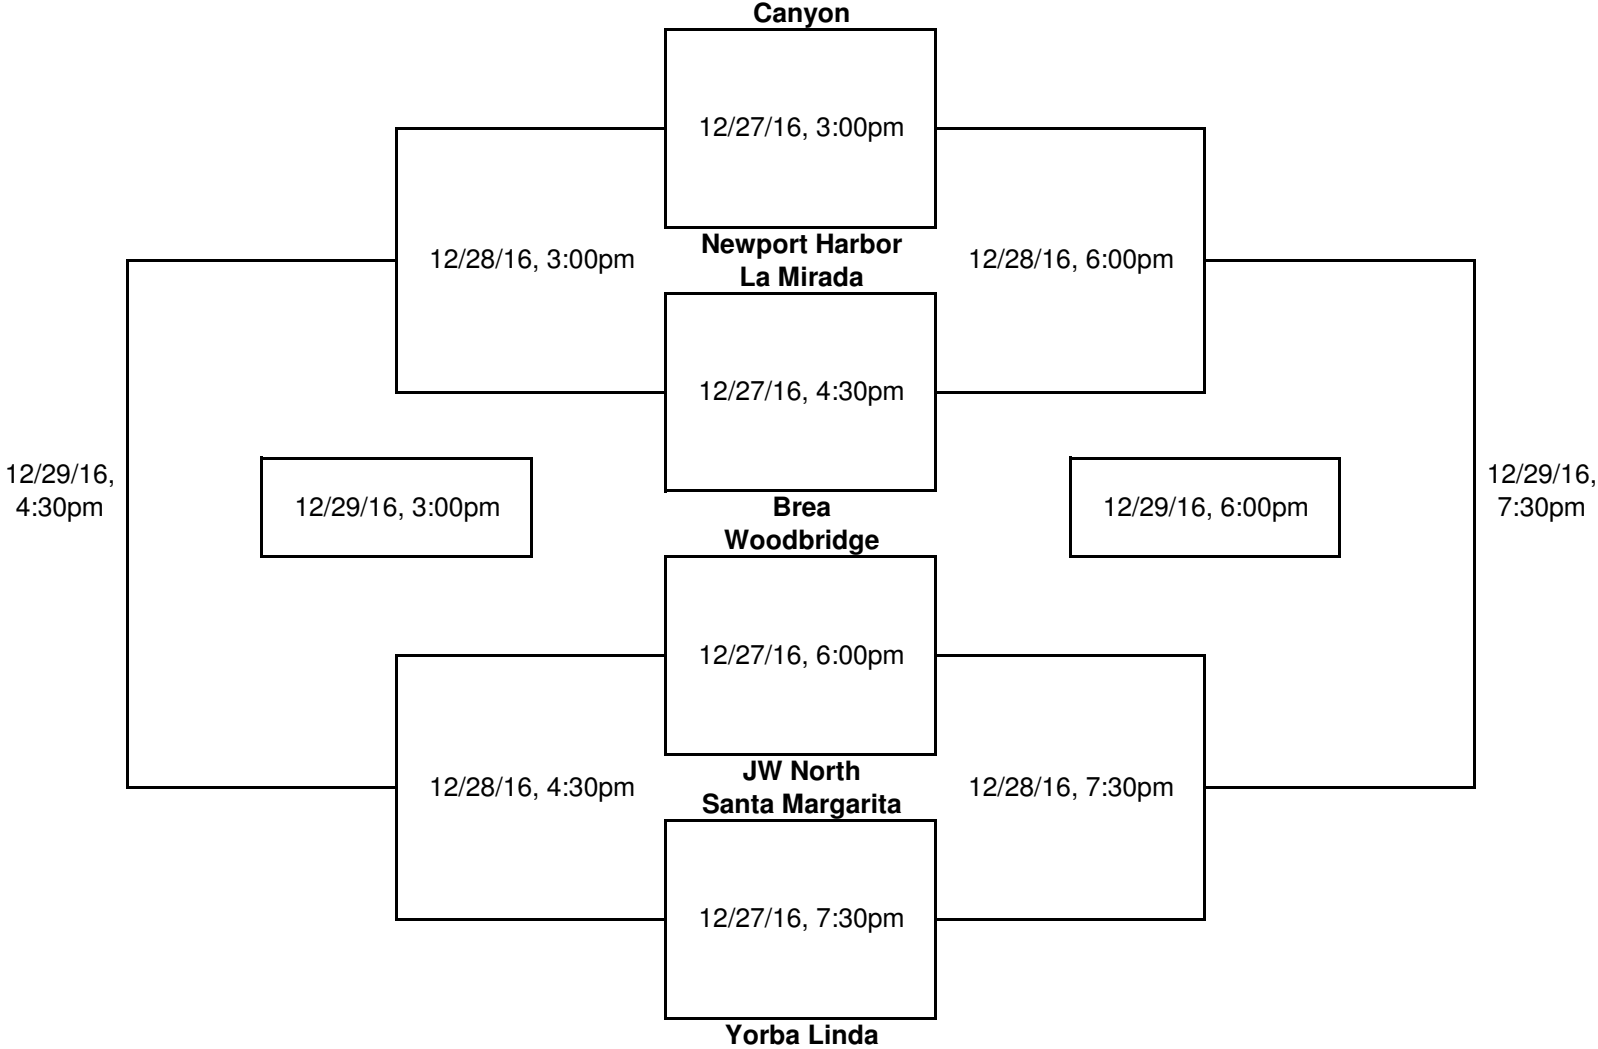 Canyon
12/27/16, 3:00pm
Newport Harbor
12/28/16, 3:00pm
12/28/16, 6:00pm
La Mirada
12/27/16, 4:30pm
12/29/16,
4:30pm
12/29/16, 3:00pm
12/29/16, 6:00pm
12/29/16,
7:30pm
Brea
Woodbridge
12/27/16, 6:00pm
JW North
12/28/16, 4:30pm
12/28/16, 7:30pm
Santa Margarita
12/27/16, 7:30pm
Yorba Linda